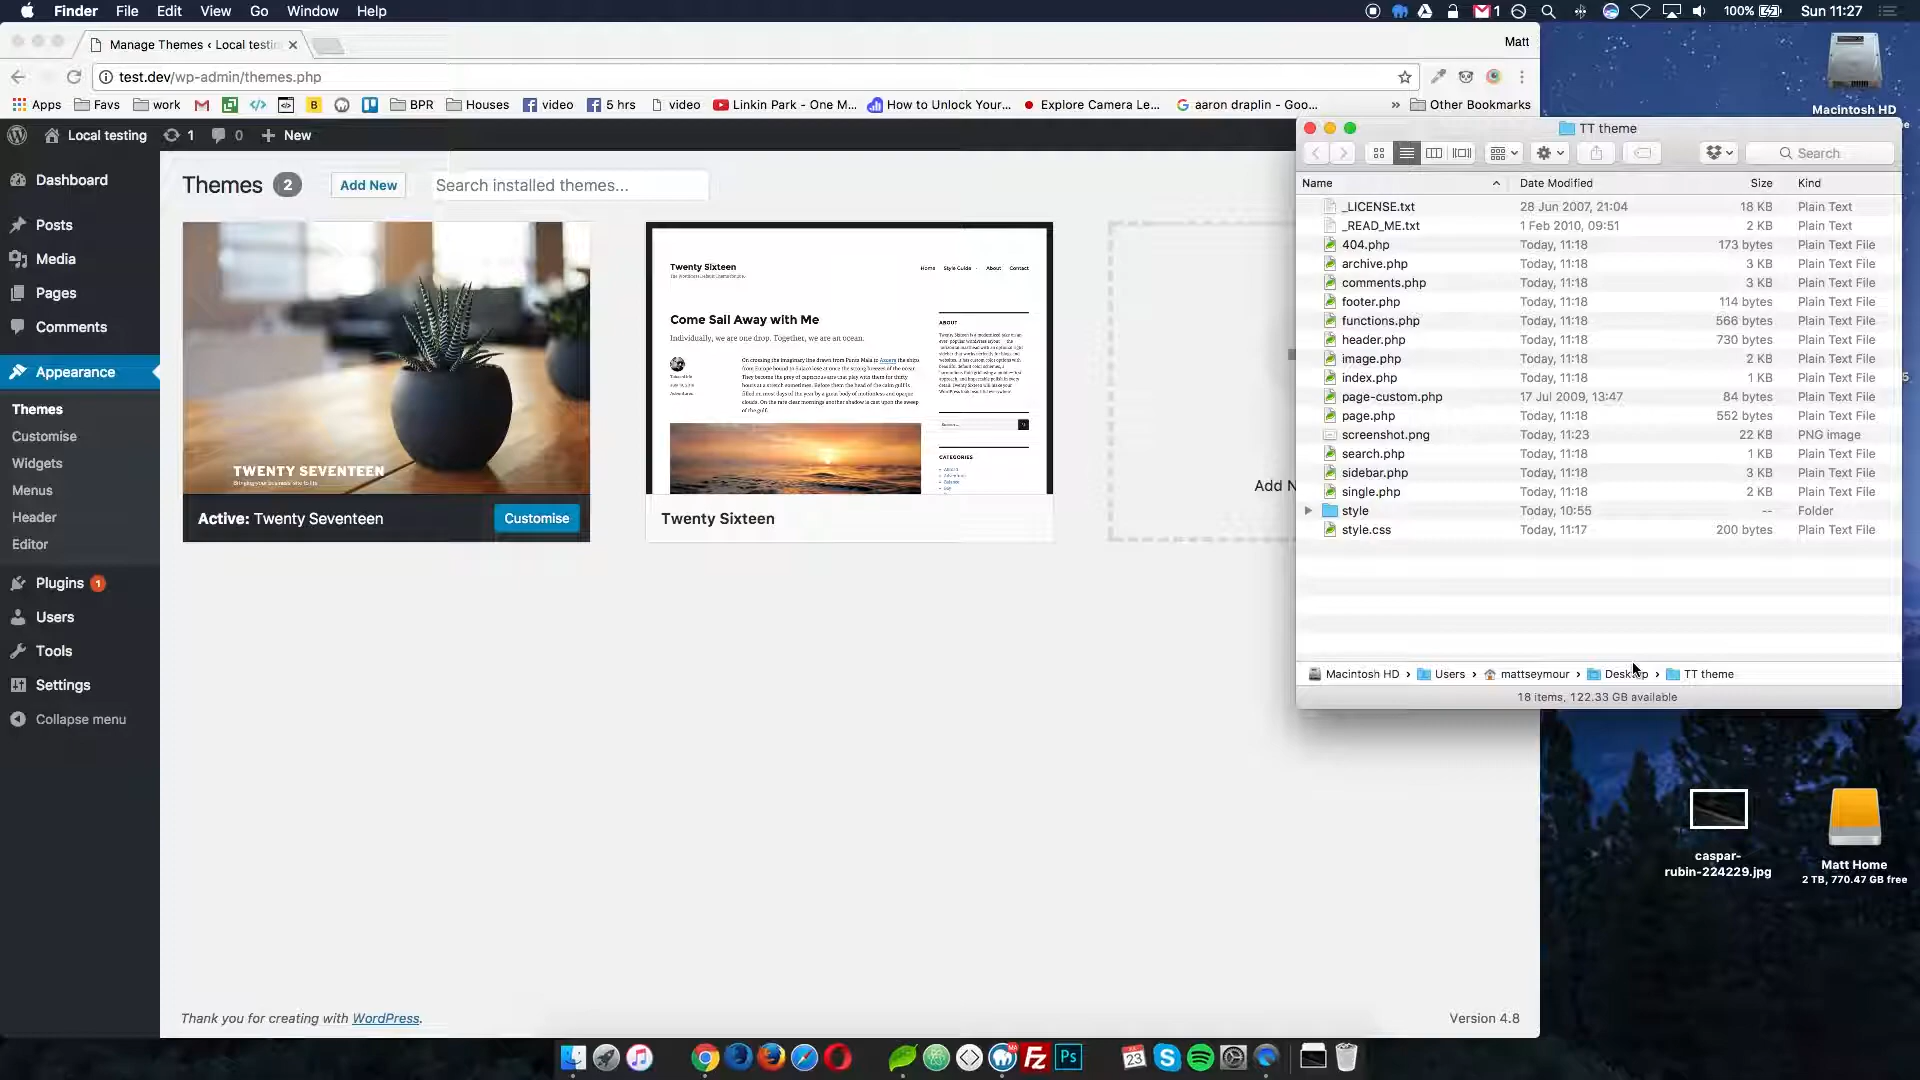 Finder File Edit View Go Window Help
1 100% Sun 11:27
Manage Themes ‹ Local testin
Matt
test.dev/wp-admin/themes.php
Apps Favs work B BPR Houses video 5 hrs video Linkin Park - One M... How to Unlock Your... Explore Camera Le... aaron draplin - Goo... » Other Bookmarks
Local testing 1 0 New
Dashboard
Posts
Media
Pages
Comments
Appearance
Themes
Customise
Widgets
Menus
Header
Editor
Plugins 1
Users
Tools
Settings
Collapse menu
Themes 2 Add New Search installed themes...
TWENTY SEVENTEEN
Active: Twenty Seventeen Customise
Twenty Sixteen
Home Style Guide About Contact
Come Sail Away with Me
Individually, we are one drop. Together, we are an ocean.
ABOUT
CATEGORIES
Twenty Sixteen
Add N
Thank you for creating with WordPress.
Version 4.8
TT theme
Search
Name Date Modified Size Kind
_LICENSE.txt 28 Jun 2007, 21:04 18 KB Plain Text
_READ_ME.txt 1 Feb 2010, 09:51 2 KB Plain Text
404.php Today, 11:18 173 bytes Plain Text File
archive.php Today, 11:18 3 KB Plain Text File
comments.php Today, 11:18 3 KB Plain Text File
footer.php Today, 11:18 114 bytes Plain Text File
functions.php Today, 11:18 566 bytes Plain Text File
header.php Today, 11:18 730 bytes Plain Text File
image.php Today, 11:18 2 KB Plain Text File
index.php Today, 11:18 1 KB Plain Text File
page-custom.php 17 Jul 2009, 13:47 84 bytes Plain Text File
page.php Today, 11:18 552 bytes Plain Text File
screenshot.png Today, 11:23 22 KB PNG image
search.php Today, 11:18 1 KB Plain Text File
sidebar.php Today, 11:18 3 KB Plain Text File
single.php Today, 11:18 2 KB Plain Text File
style Today, 10:55 -- Folder
style.css Today, 11:17 200 bytes Plain Text File
Macintosh HD › Users › mattseymour › Desktop › TT theme
18 items, 122.33 GB available
Macintosh HD
caspar-
rubin-224229.jpg
Matt Home
2 TB, 770.47 GB free
Fz Ps 23